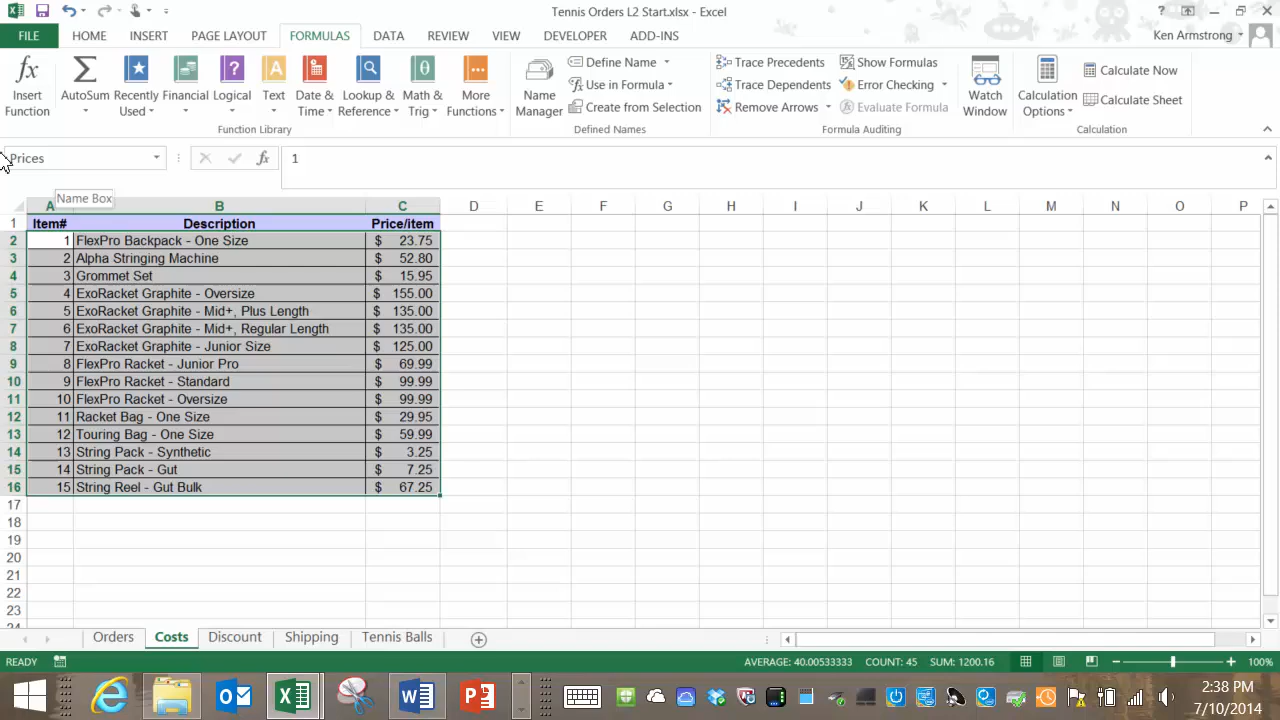 Tennis Orders L2 Start.xlsx - Excel
FILE HOME INSERT PAGE LAYOUT FORMULAS DATA REVIEW VIEW DEVELOPER ADD-INS Ken Armstrong
Insert Function
AutoSum
Recently Used
Financial
Logical
Text
Date & Time
Lookup & Reference
Math & Trig
More Functions
Function Library
Name Manager
Define Name
Use in Formula
Create from Selection
Defined Names
Trace Precedents
Trace Dependents
Remove Arrows
Show Formulas
Error Checking
Evaluate Formula
Formula Auditing
Watch Window
Calculation Options
Calculate Now
Calculate Sheet
Calculation
Prices fx 1
Name Box
A B C D E F G H I J K L M N O P
1 Item# Description Price/item
2 1 FlexPro Backpack - One Size $ 23.75
3 2 Alpha Stringing Machine $ 52.80
4 3 Grommet Set $ 15.95
5 4 ExoRacket Graphite - Oversize $ 155.00
6 5 ExoRacket Graphite - Mid+, Plus Length $ 135.00
7 6 ExoRacket Graphite - Mid+, Regular Length $ 135.00
8 7 ExoRacket Graphite - Junior Size $ 125.00
9 8 FlexPro Racket - Junior Pro $ 69.99
10 9 FlexPro Racket - Standard $ 99.99
11 10 FlexPro Racket - Oversize $ 99.99
12 11 Racket Bag - One Size $ 29.95
13 12 Touring Bag - One Size $ 59.99
14 13 String Pack - Synthetic $ 3.25
15 14 String Pack - Gut $ 7.25
16 15 String Reel - Gut Bulk $ 67.25
17
18
19
20
21
22
23
24
Orders Costs Discount Shipping Tennis Balls
READY AVERAGE: 40.00533333 COUNT: 45 SUM: 1200.16 100%
2:38 PM
7/10/2014